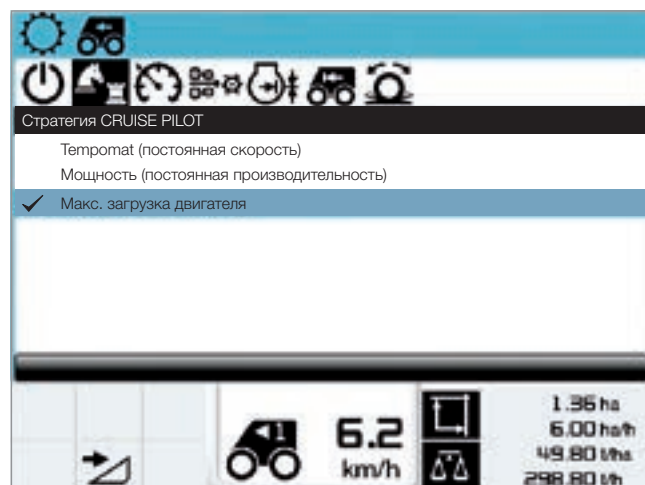 Стратегия CRUISE PILOT
Tempomat (постоянная скорость)
Мощность (постоянная производительность)
Макс. загрузка двигателя
1
6.2
km/h
1.36 ha
6.00 ha/h
49.80 t/ha
298.80 t/h